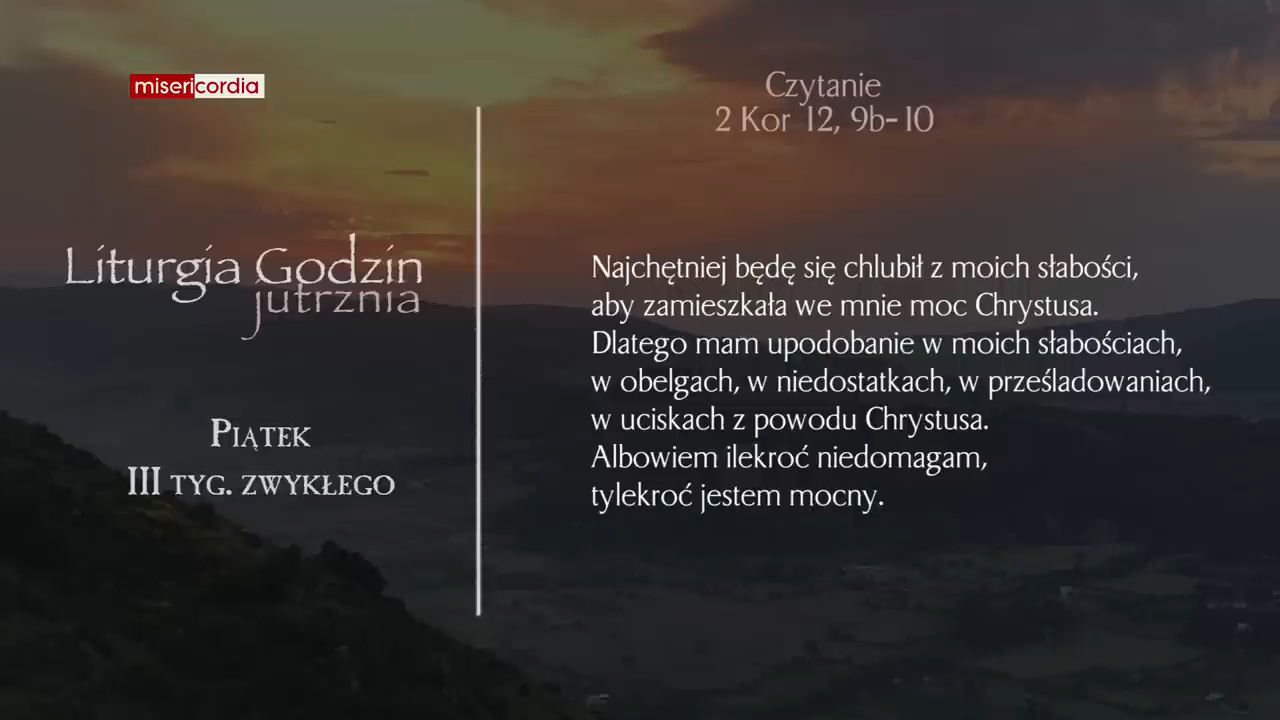 misericordia
Liturgia Godzin
jutrznia
Piątek
III tyg. zwykłego
Czytanie
2 Kor 12, 9b-10
Najchętniej będę się chlubił z moich słabości,
aby zamieszkała we mnie moc Chrystusa.
Dlatego mam upodobanie w moich słabościach,
w obelgach, w niedostatkach, w prześladowaniach,
w uciskach z powodu Chrystusa.
Albowiem ilekroć niedomagam,
tylekroć jestem mocny.